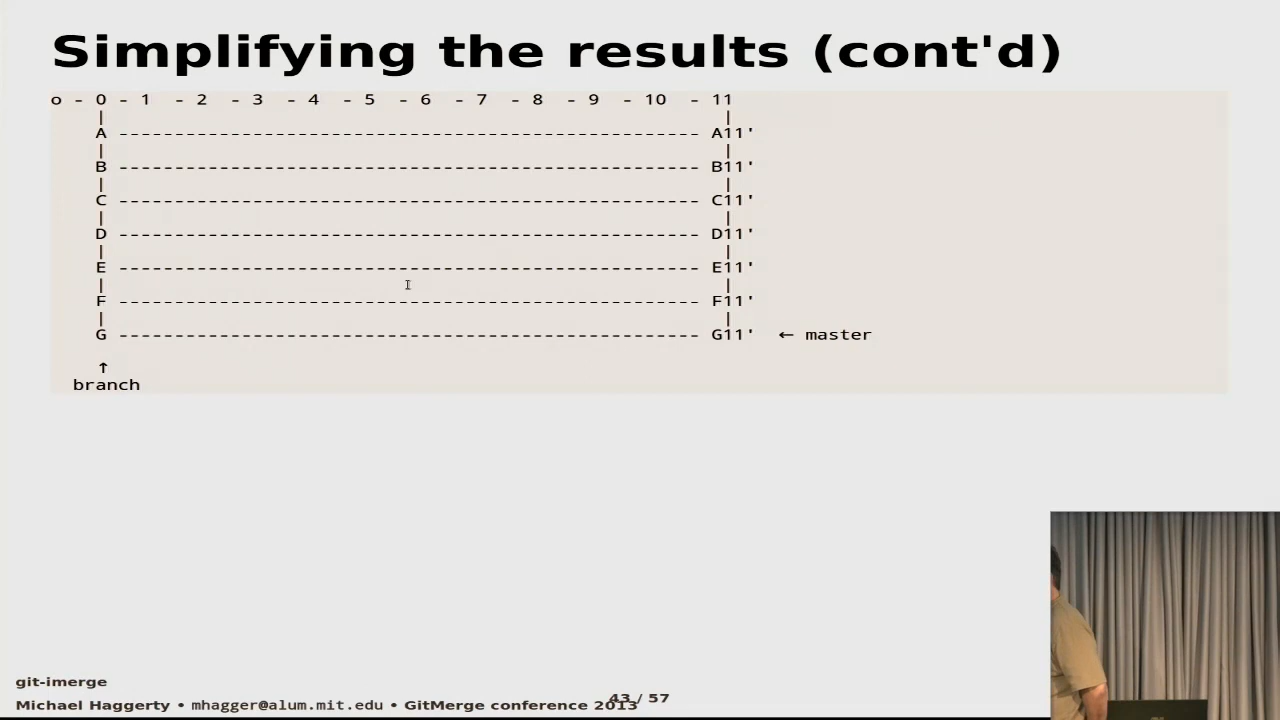 Simplifying the results (cont'd)
o - 0 - 1 - 2 - 3 - 4 - 5 - 6 - 7 - 8 - 9 - 10 - 11
| |
A ---------------------------------------------------- A11'
| |
B ---------------------------------------------------- B11'
| |
C ---------------------------------------------------- C11'
| |
D ---------------------------------------------------- D11'
| |
E ---------------------------------------------------- E11'
| |
F ---------------------------------------------------- F11'
| |
G ---------------------------------------------------- G11' ← master
↑
branch
git-imerge
Michael Haggerty • mhagger@alum.mit.edu • GitMerge conference 2013
43 / 57